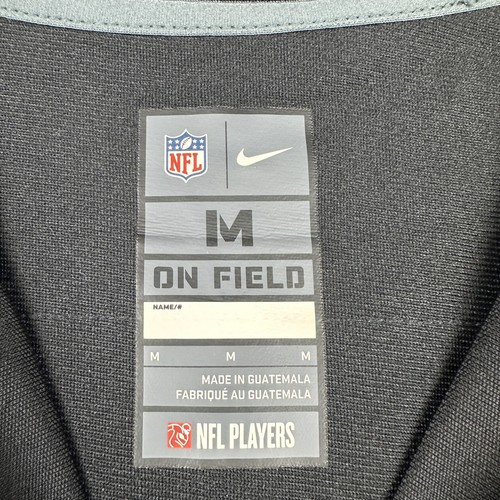 NFL
M
ON FIELD
NAME/#
M M M
MADE IN GUATEMALA
FABRIQUÉ AU GUATEMALA
NFL PLAYERS